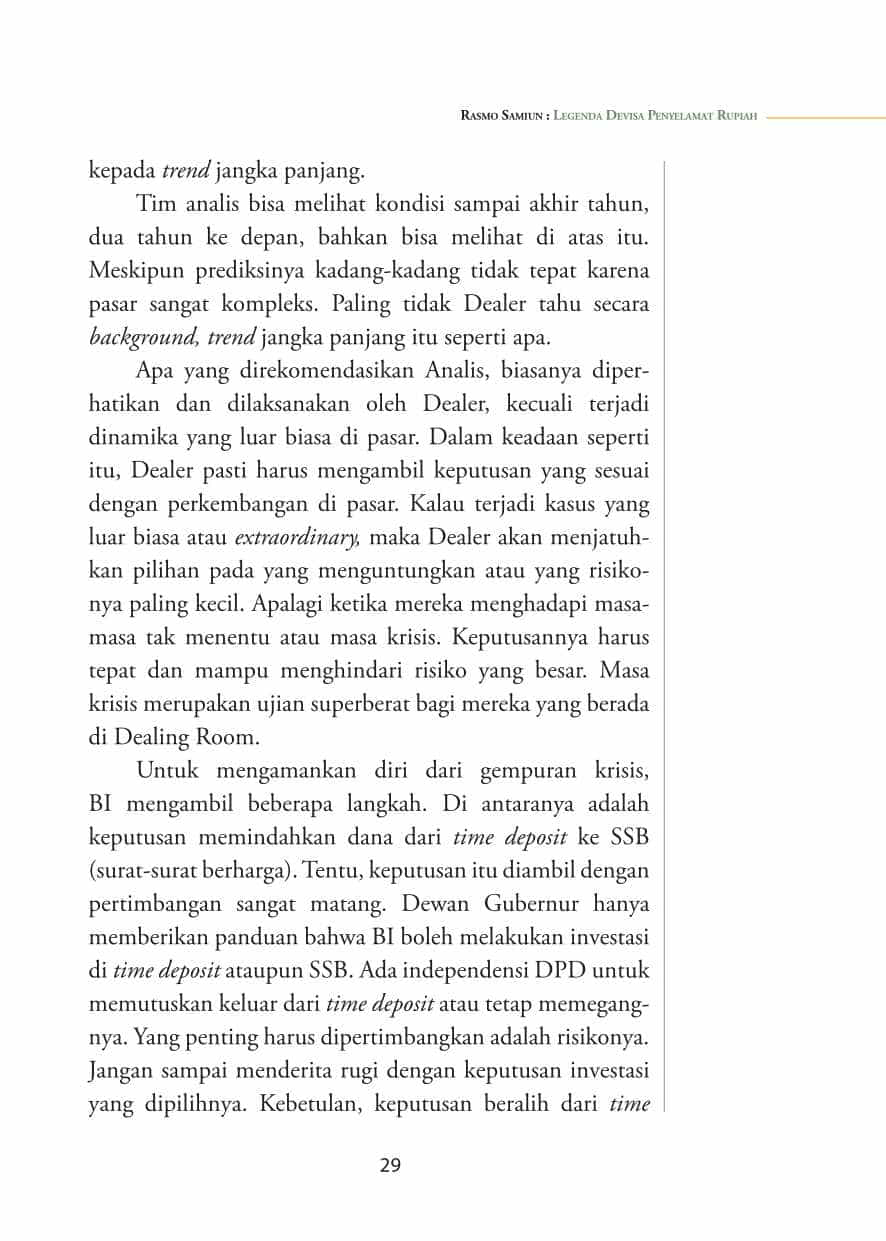 Rasmo Samiun : Legenda Devisa Penyelamat Rupiah
kepada trend jangka panjang.
Tim analis bisa melihat kondisi sampai akhir tahun,
dua tahun ke depan, bahkan bisa melihat di atas itu.
Meskipun prediksinya kadang-kadang tidak tepat karena
pasar sangat kompleks. Paling tidak Dealer tahu secara
background, trend jangka panjang itu seperti apa.
Apa yang direkomendasikan Analis, biasanya diper-
hatikan dan dilaksanakan oleh Dealer, kecuali terjadi
dinamika yang luar biasa di pasar. Dalam keadaan seperti
itu, Dealer pasti harus mengambil keputusan yang sesuai
dengan perkembangan di pasar. Kalau terjadi kasus yang
luar biasa atau extraordinary, maka Dealer akan menjatuh-
kan pilihan pada yang menguntungkan atau yang risiko-
nya paling kecil. Apalagi ketika mereka menghadapi masa-
masa tak menentu atau masa krisis. Keputusannya harus
tepat dan mampu menghindari risiko yang besar. Masa
krisis merupakan ujian superberat bagi mereka yang berada
di Dealing Room.
Untuk mengamankan diri dari gempuran krisis,
BI mengambil beberapa langkah. Di antaranya adalah
keputusan memindahkan dana dari time deposit ke SSB
(surat-surat berharga). Tentu, keputusan itu diambil dengan
pertimbangan sangat matang. Dewan Gubernur hanya
memberikan panduan bahwa BI boleh melakukan investasi
di time deposit ataupun SSB. Ada independensi DPD untuk
memutuskan keluar dari time deposit atau tetap memegang-
nya. Yang penting harus dipertimbangkan adalah risikonya.
Jangan sampai menderita rugi dengan keputusan investasi
yang dipilihnya. Kebetulan, keputusan beralih dari time
29